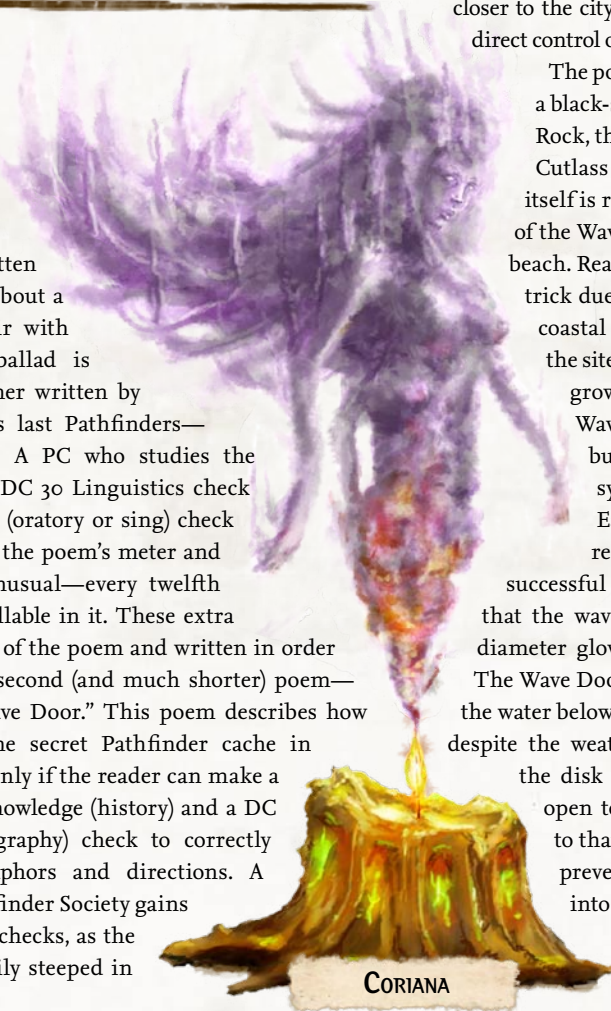 tten
bout a
ir with
ballad is
her written by
s last Pathfinders—
A PC who studies the
DC 30 Linguistics check
(oratory or sing) check
the poem's meter and
nusual—every twelfth
llable in it. These extra
of the poem and written in order
second (and much shorter) poem—
ve Door." This poem describes how
he secret Pathfinder cache in
nly if the reader can make a
nowledge (history) and a DC
graphy) check to correctly
phors and directions. A
finder Society gains
checks, as the
ily steeped in
closer to the city
direct control o
The po
a black-
Rock, th
Cutlass
itself is r
of the Wav
beach. Rea
trick due
coastal
the site
grow
Wav
bu
sy
E
re
successful
that the wav
diameter glov
The Wave Doo
the water below
despite the weat
the disk
open to
to tha
preve
into
Coriana